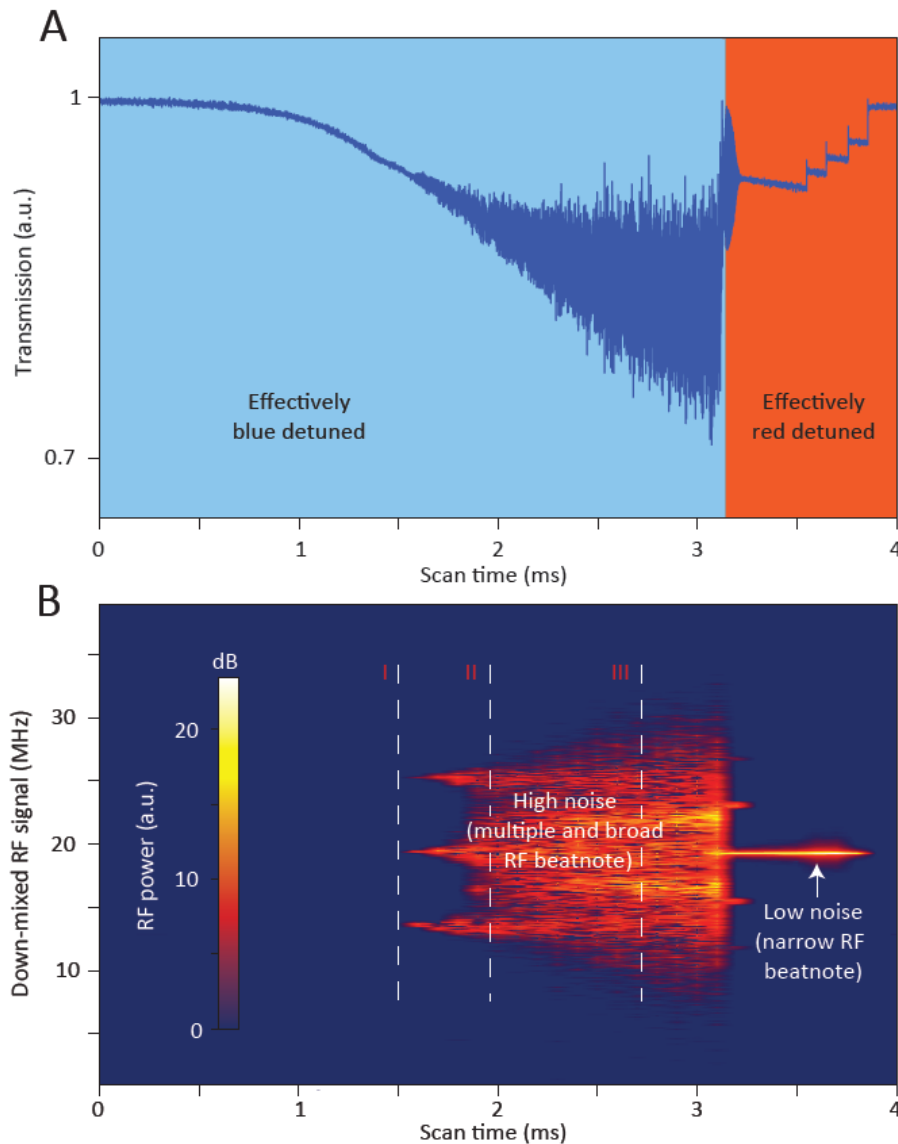 A
Transmission (a.u.)
1
0.7
Effectively
blue detuned
Effectively
red detuned
0
1
2
3
4
Scan time (ms)
B
Down-mixed RF signal (MHz)
30
20
10
dB
20
10
0
RF power (a.u.)
I
II
III
High noise
(multiple and broad
RF beatnote)
Low noise
(narrow RF
beatnote)
0
1
2
3
4
Scan time (ms)